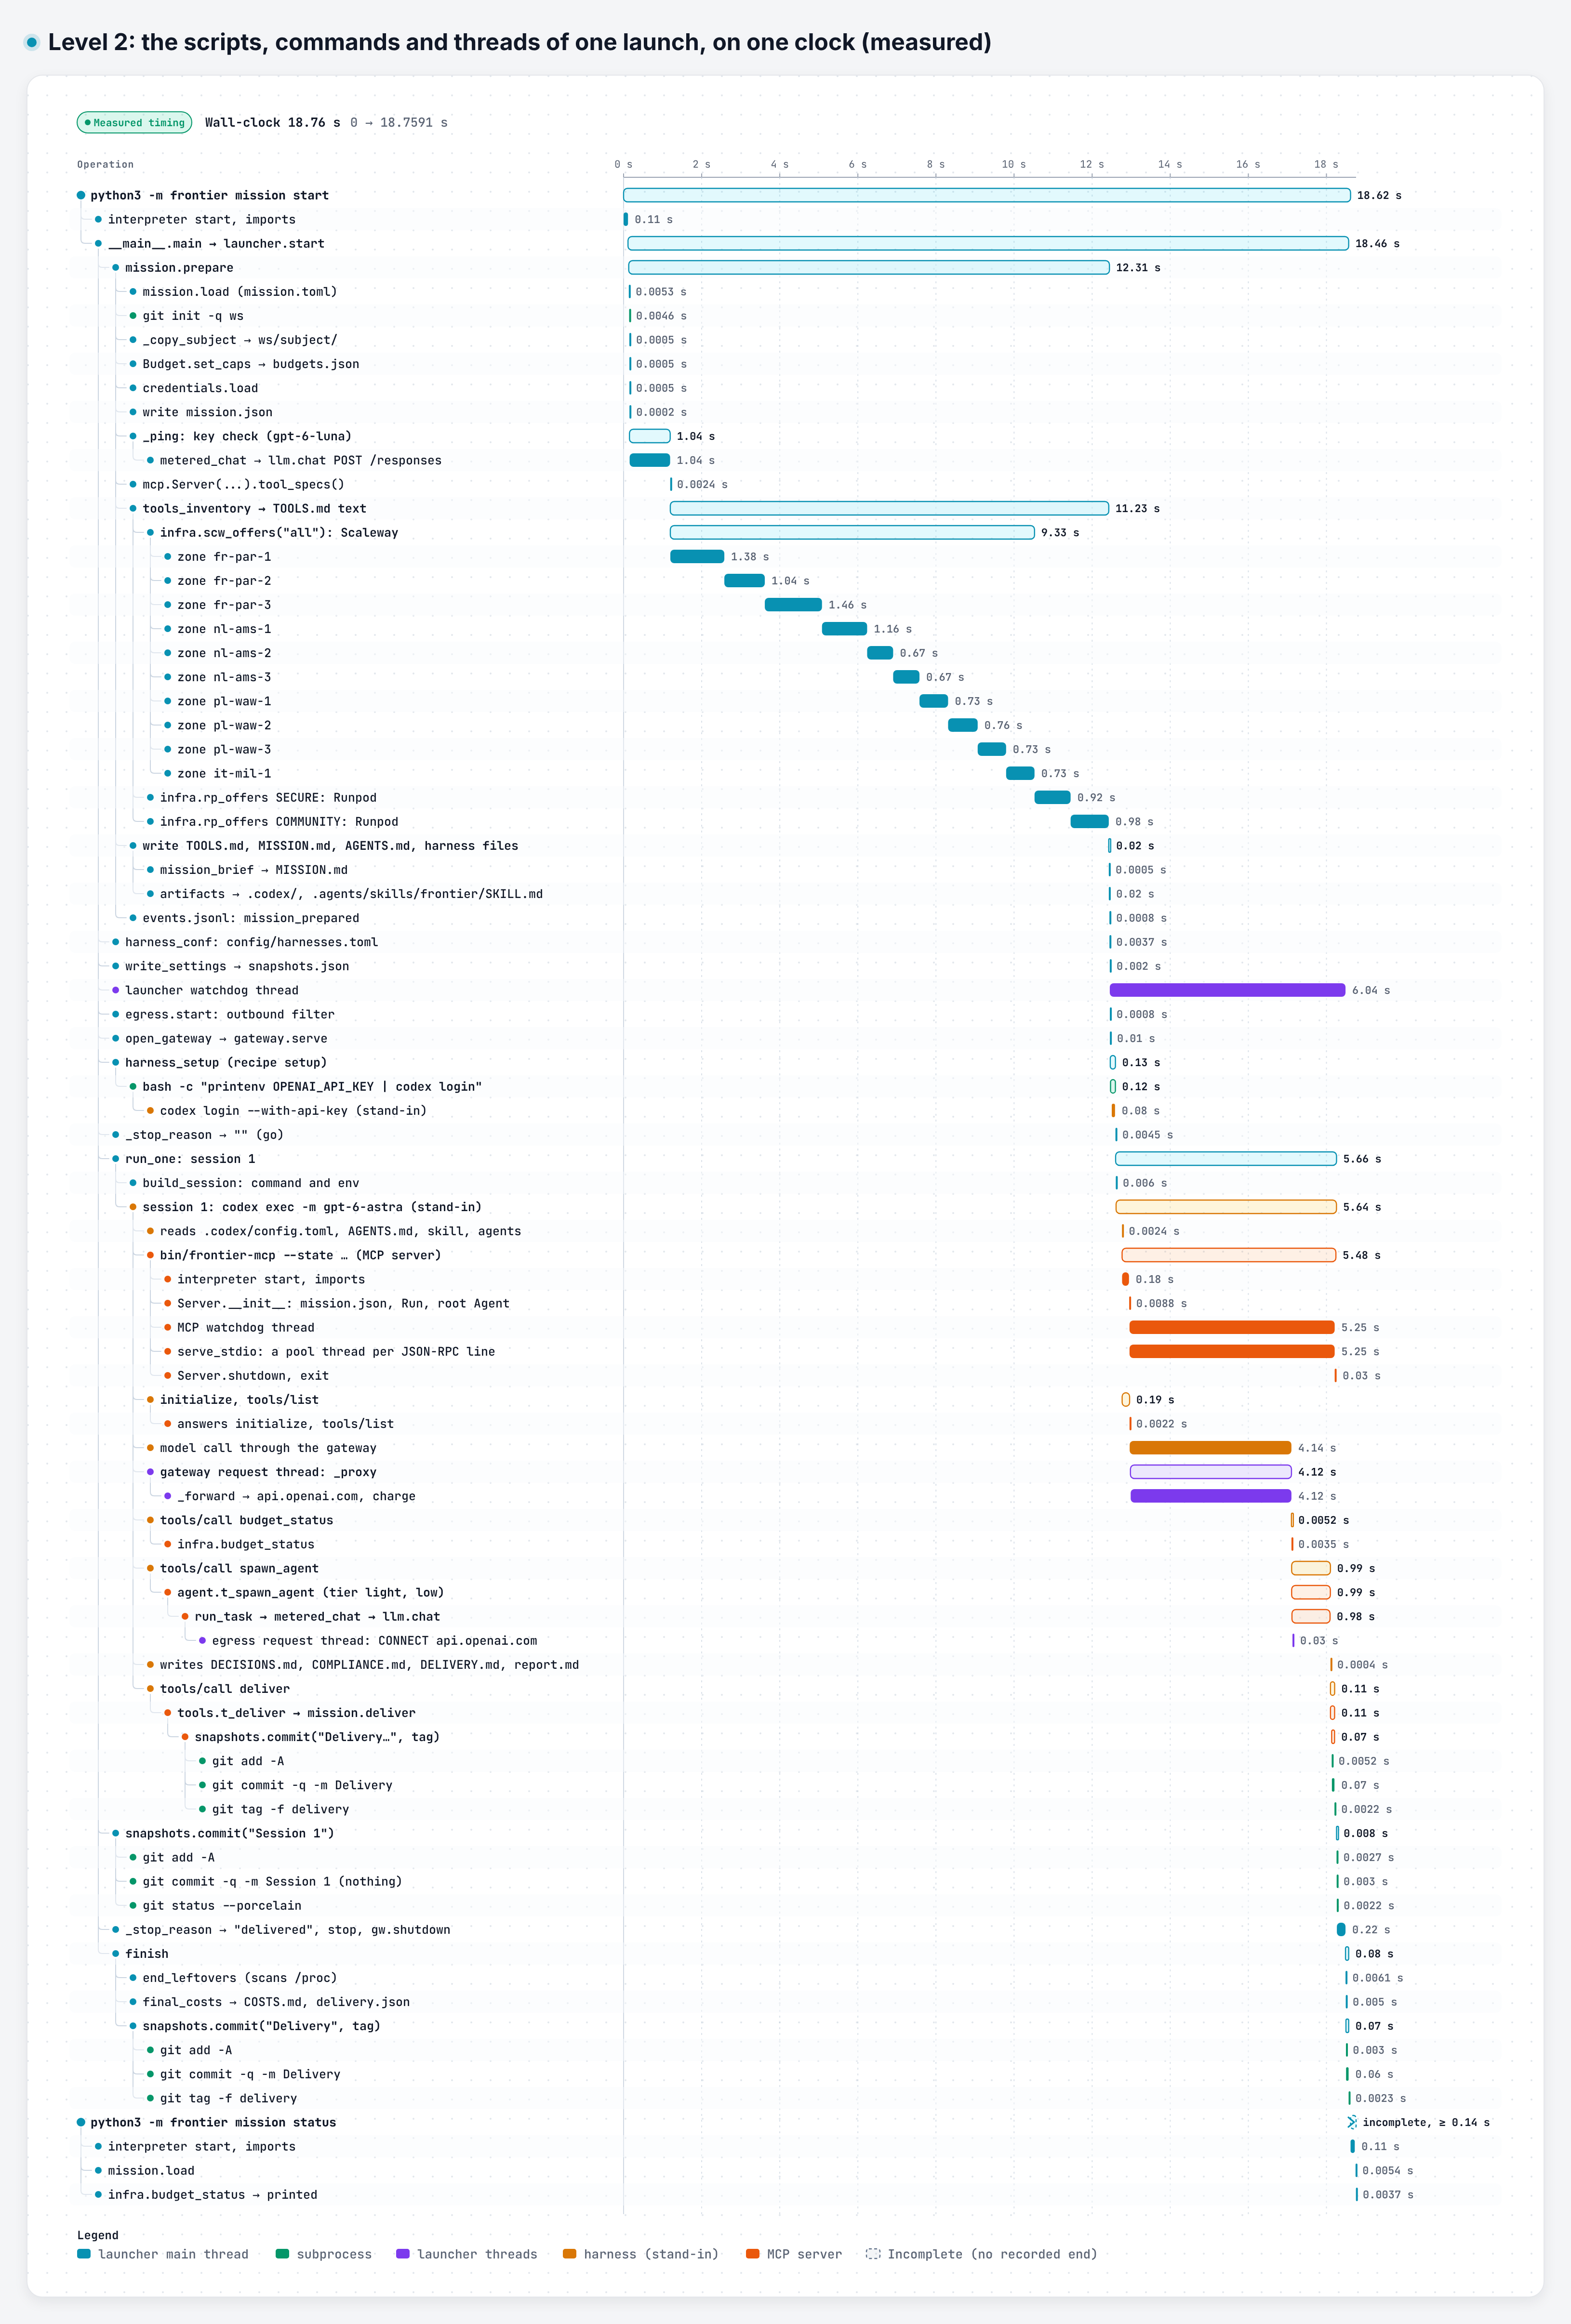 Level 2: the scripts, commands and threads of one launch, on one clock (measured)
Measured timing Wall-clock 18.76 s 0 → 18.7591 s
Operation 0 s 2 s 4 s 6 s 8 s 10 s 12 s 14 s 16 s 18 s
python3 -m frontier mission start 18.62 s
interpreter start, imports 0.11 s
__main__.main → launcher.start 18.46 s
mission.prepare 12.31 s
mission.load (mission.toml) 0.0053 s
git init -q ws 0.0046 s
_copy_subject → ws/subject/ 0.0005 s
Budget.set_caps → budgets.json 0.0005 s
credentials.load 0.0005 s
write mission.json 0.0002 s
_ping: key check (gpt-6-luna) 1.04 s
metered_chat → llm.chat POST /responses 1.04 s
mcp.Server(...).tool_specs() 0.0024 s
tools_inventory → TOOLS.md text 11.23 s
infra.scw_offers("all"): Scaleway 9.33 s
zone fr-par-1 1.38 s
zone fr-par-2 1.04 s
zone fr-par-3 1.46 s
zone nl-ams-1 1.16 s
zone nl-ams-2 0.67 s
zone nl-ams-3 0.67 s
zone pl-waw-1 0.73 s
zone pl-waw-2 0.76 s
zone pl-waw-3 0.73 s
zone it-mil-1 0.73 s
infra.rp_offers SECURE: Runpod 0.92 s
infra.rp_offers COMMUNITY: Runpod 0.98 s
write TOOLS.md, MISSION.md, AGENTS.md, harness files 0.02 s
mission_brief → MISSION.md 0.0005 s
artifacts → .codex/, .agents/skills/frontier/SKILL.md 0.02 s
events.jsonl: mission_prepared 0.0008 s
harness_conf: config/harnesses.toml 0.0037 s
write_settings → snapshots.json 0.002 s
launcher watchdog thread 6.04 s
egress.start: outbound filter 0.0008 s
open_gateway → gateway.serve 0.01 s
harness_setup (recipe setup) 0.13 s
bash -c "printenv OPENAI_API_KEY | codex login" 0.12 s
codex login --with-api-key (stand-in) 0.08 s
_stop_reason → "" (go) 0.0045 s
run_one: session 1 5.66 s
build_session: command and env 0.006 s
session 1: codex exec -m gpt-6-astra (stand-in) 5.64 s
reads .codex/config.toml, AGENTS.md, skill, agents 0.0024 s
bin/frontier-mcp --state … (MCP server) 5.48 s
interpreter start, imports 0.18 s
Server.__init__: mission.json, Run, root Agent 0.0088 s
MCP watchdog thread 5.25 s
serve_stdio: a pool thread per JSON-RPC line 5.25 s
Server.shutdown, exit 0.03 s
initialize, tools/list 0.19 s
answers initialize, tools/list 0.0022 s
model call through the gateway 4.14 s
gateway request thread: _proxy 4.12 s
_forward → api.openai.com, charge 4.12 s
tools/call budget_status 0.0052 s
infra.budget_status 0.0035 s
tools/call spawn_agent 0.99 s
agent.t_spawn_agent (tier light, low) 0.99 s
run_task → metered_chat → llm.chat 0.98 s
egress request thread: CONNECT api.openai.com 0.03 s
writes DECISIONS.md, COMPLIANCE.md, DELIVERY.md, report.md 0.0004 s
tools/call deliver 0.11 s
tools.t_deliver → mission.deliver 0.11 s
snapshots.commit("Delivery…", tag) 0.07 s
git add -A 0.0052 s
git commit -q -m Delivery 0.07 s
git tag -f delivery 0.0022 s
snapshots.commit("Session 1") 0.008 s
git add -A 0.0027 s
git commit -q -m Session 1 (nothing) 0.003 s
git status --porcelain 0.0022 s
_stop_reason → "delivered", stop, gw.shutdown 0.22 s
finish 0.08 s
end_leftovers (scans /proc) 0.0061 s
final_costs → COSTS.md, delivery.json 0.005 s
snapshots.commit("Delivery", tag) 0.07 s
git add -A 0.003 s
git commit -q -m Delivery 0.06 s
git tag -f delivery 0.0023 s
python3 -m frontier mission status incomplete, ≥ 0.14 s
interpreter start, imports 0.11 s
mission.load 0.0054 s
infra.budget_status → printed 0.0037 s
Legend
launcher main thread subprocess launcher threads harness (stand-in) MCP server Incomplete (no recorded end)